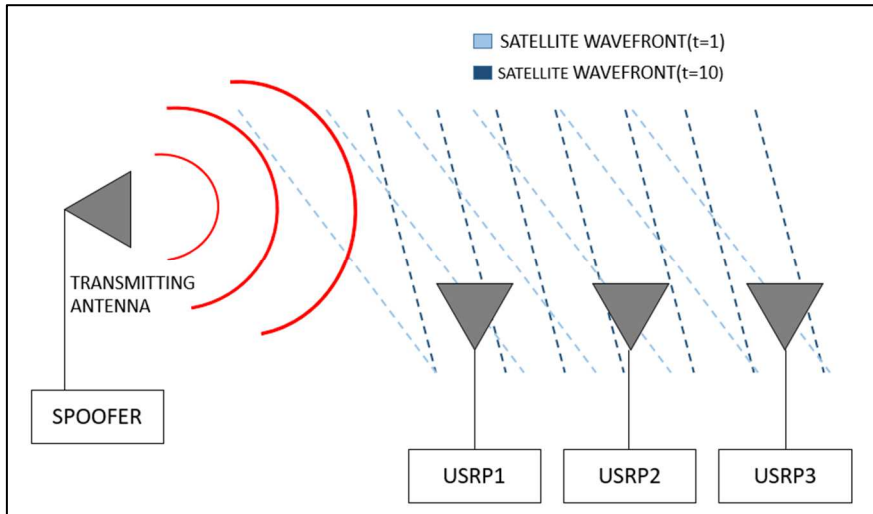 SATELLITE WAVEFRONT(t=1)
SATELLITE WAVEFRONT(t=10)
TRANSMITTING
ANTENNA
SPOOFER
USRP1
USRP2
USRP3